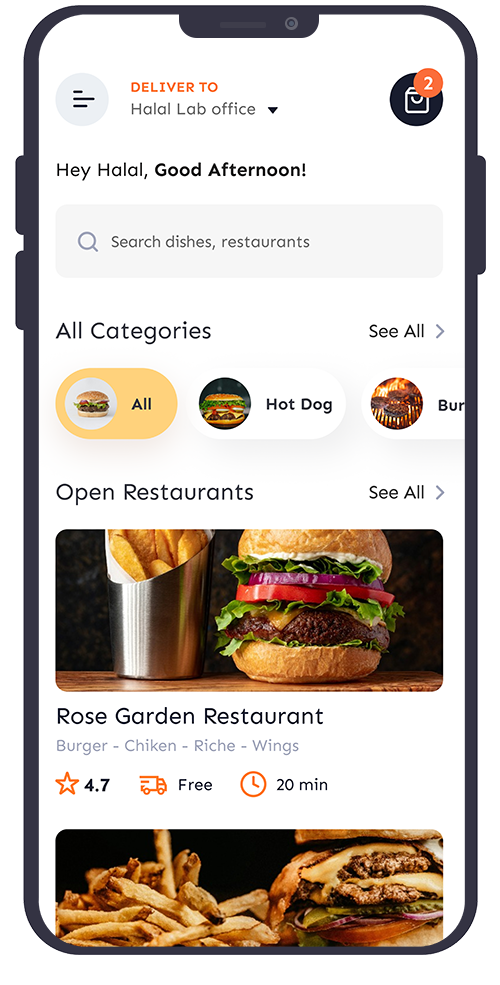 DELIVER TO
Halal Lab office
2
Hey Halal, Good Afternoon!
Search dishes, restaurants
All Categories
See All
All
Hot Dog
Bur
Open Restaurants
See All
Rose Garden Restaurant
Burger - Chiken - Riche - Wings
4.7
Free
20 min